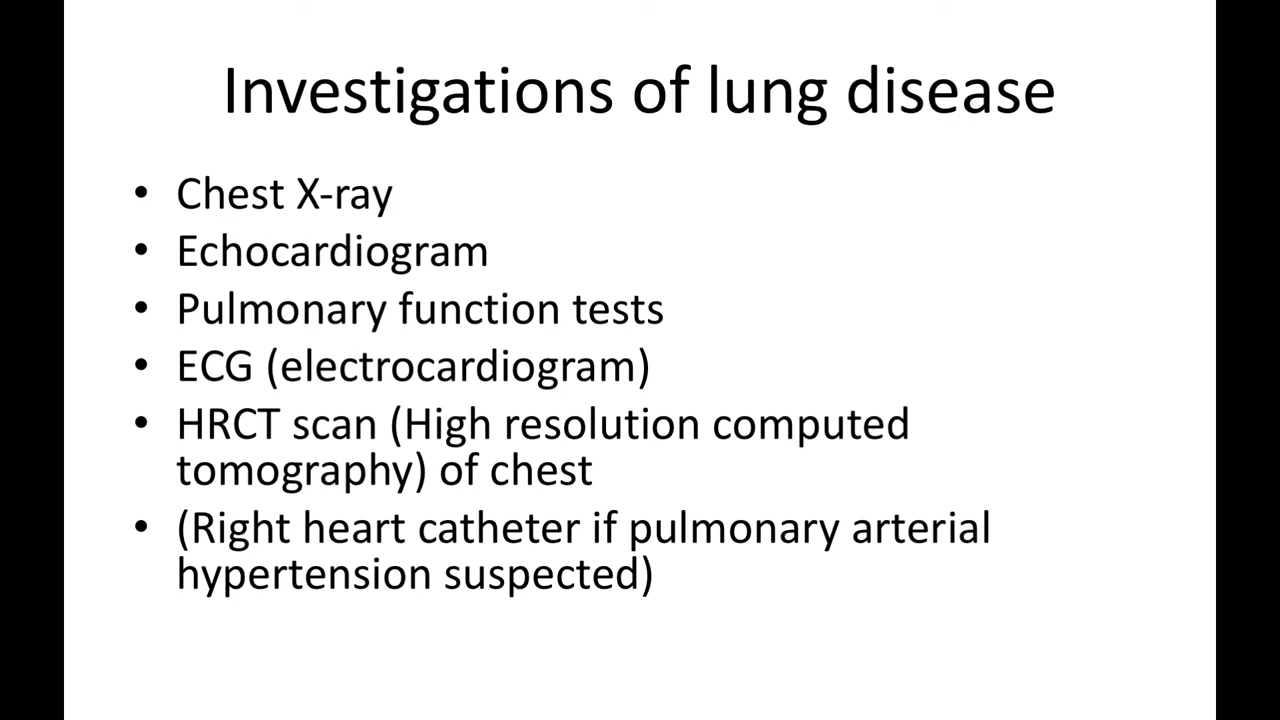 Investigations of lung disease
• Chest X-ray
• Echocardiogram
• Pulmonary function tests
• ECG (electrocardiogram)
• HRCT scan (High resolution computed
tomography) of chest
• (Right heart catheter if pulmonary arterial
hypertension suspected)